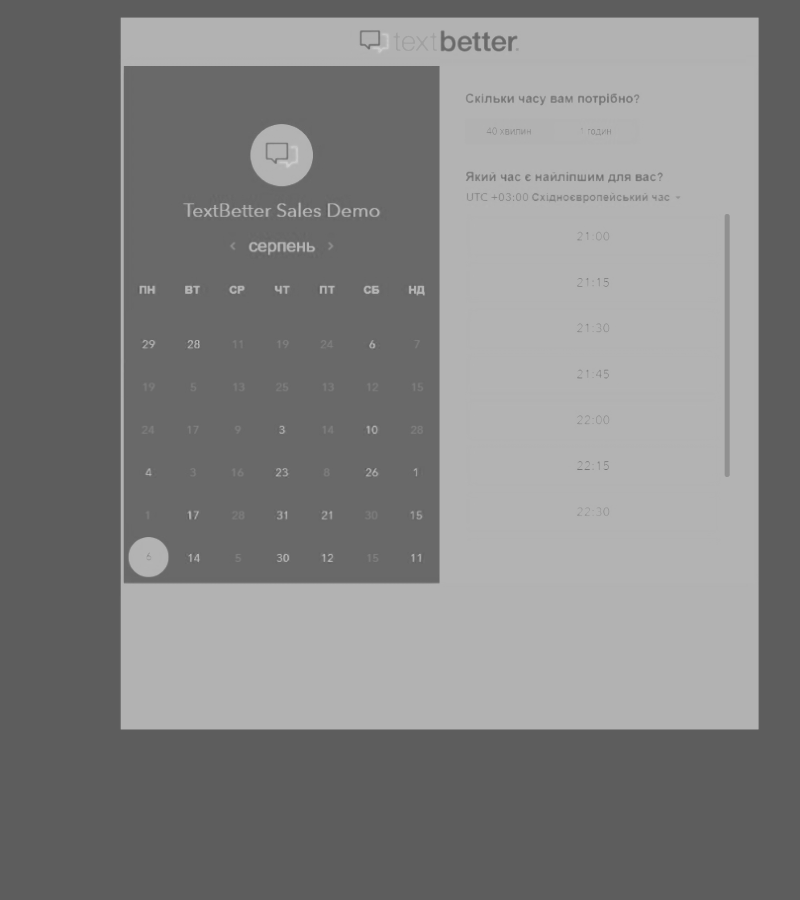 textbetter.
Скільки часу вам потрібно?
40 хвилин 1 годин
Який час є найліпшим для вас?
UTC +03:00 Східноєвропейський час
21:00
21:15
21:30
21:45
22:00
22:15
22:30
TextBetter Sales Demo
‹ серпень ›
ПН ВТ СР ЧТ ПТ СБ НД
29 28 11 19 24 6 7
19 5 13 25 13 12 15
24 17 9 3 14 10 28
4 3 16 23 8 26 1
1 17 28 31 21 30 15
6 14 5 30 12 15 11